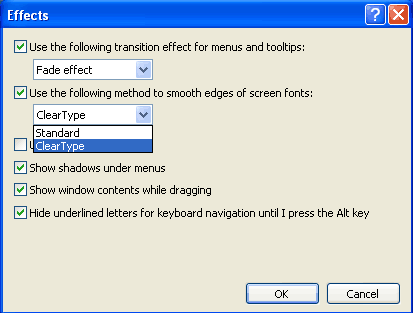 Effects
Use the following transition effect for menus and tooltips:
Fade effect
Use the following method to smooth edges of screen fonts:
ClearType
Standard
ClearType
Show shadows under menus
Show window contents while dragging
Hide underlined letters for keyboard navigation until I press the Alt key
OK
Cancel